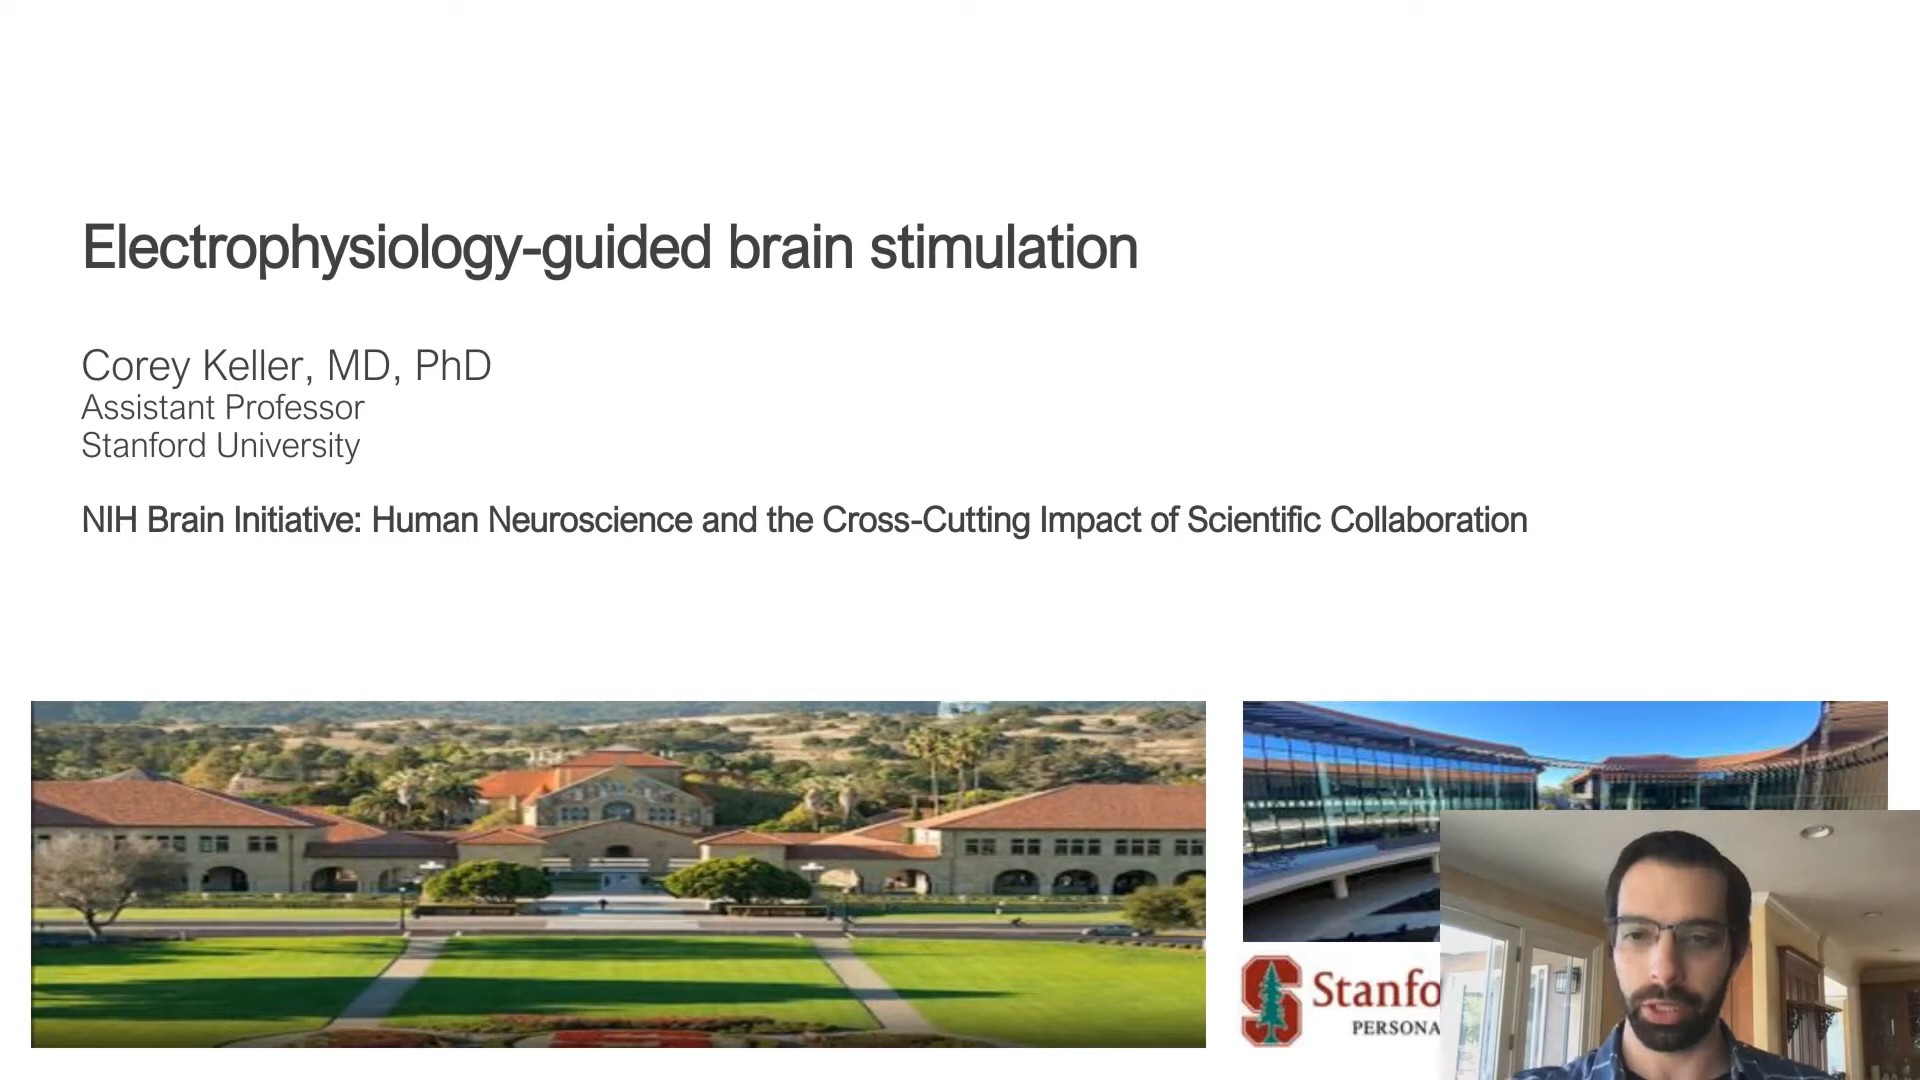 Electrophysiology-guided brain stimulation
Corey Keller, MD, PhD
Assistant Professor
Stanford University
NIH Brain Initiative: Human Neuroscience and the Cross-Cutting Impact of Scientific Collaboration
Stanfo
PERSONA